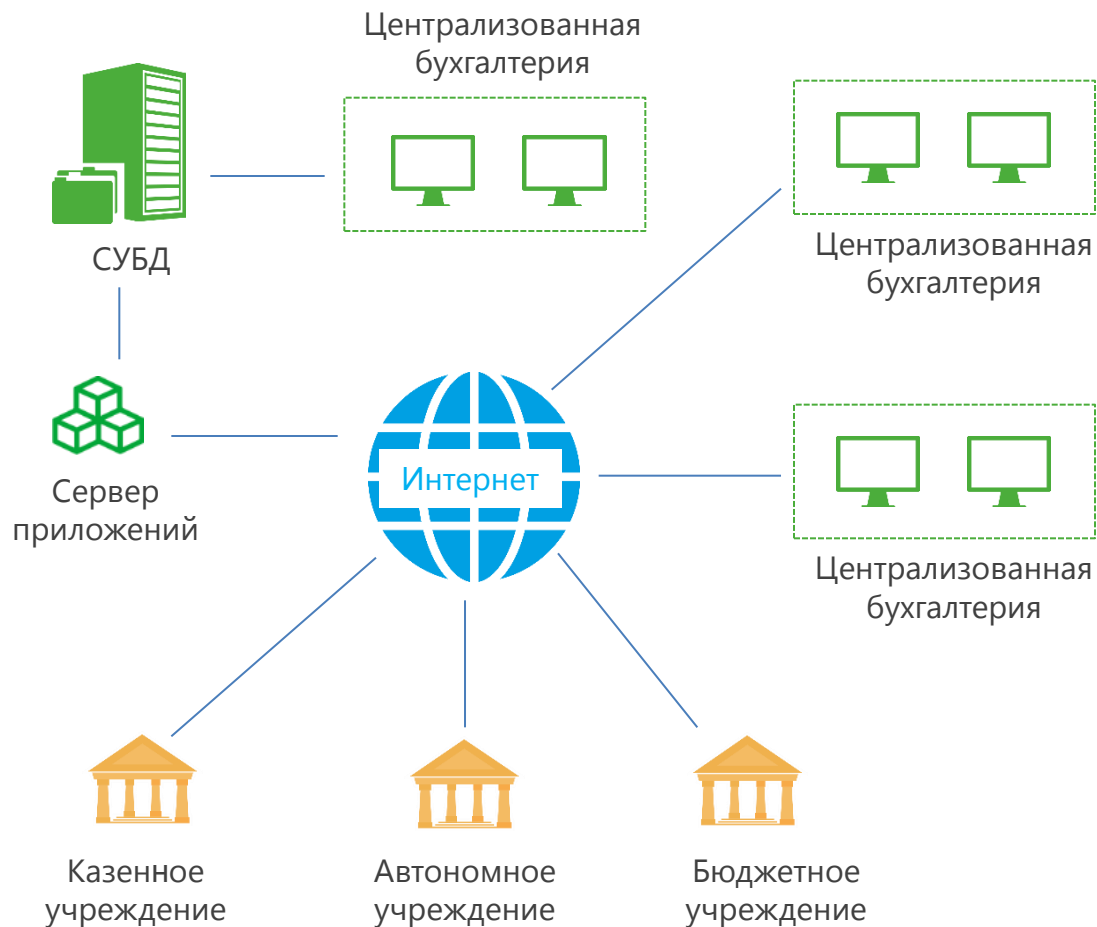 Централизованная
бухгалтерия
СУБД
Централизованная
бухгалтерия
Сервер
приложений
Интернет
Централизованная
бухгалтерия
Казенное
учреждение
Автономное
учреждение
Бюджетное
учреждение